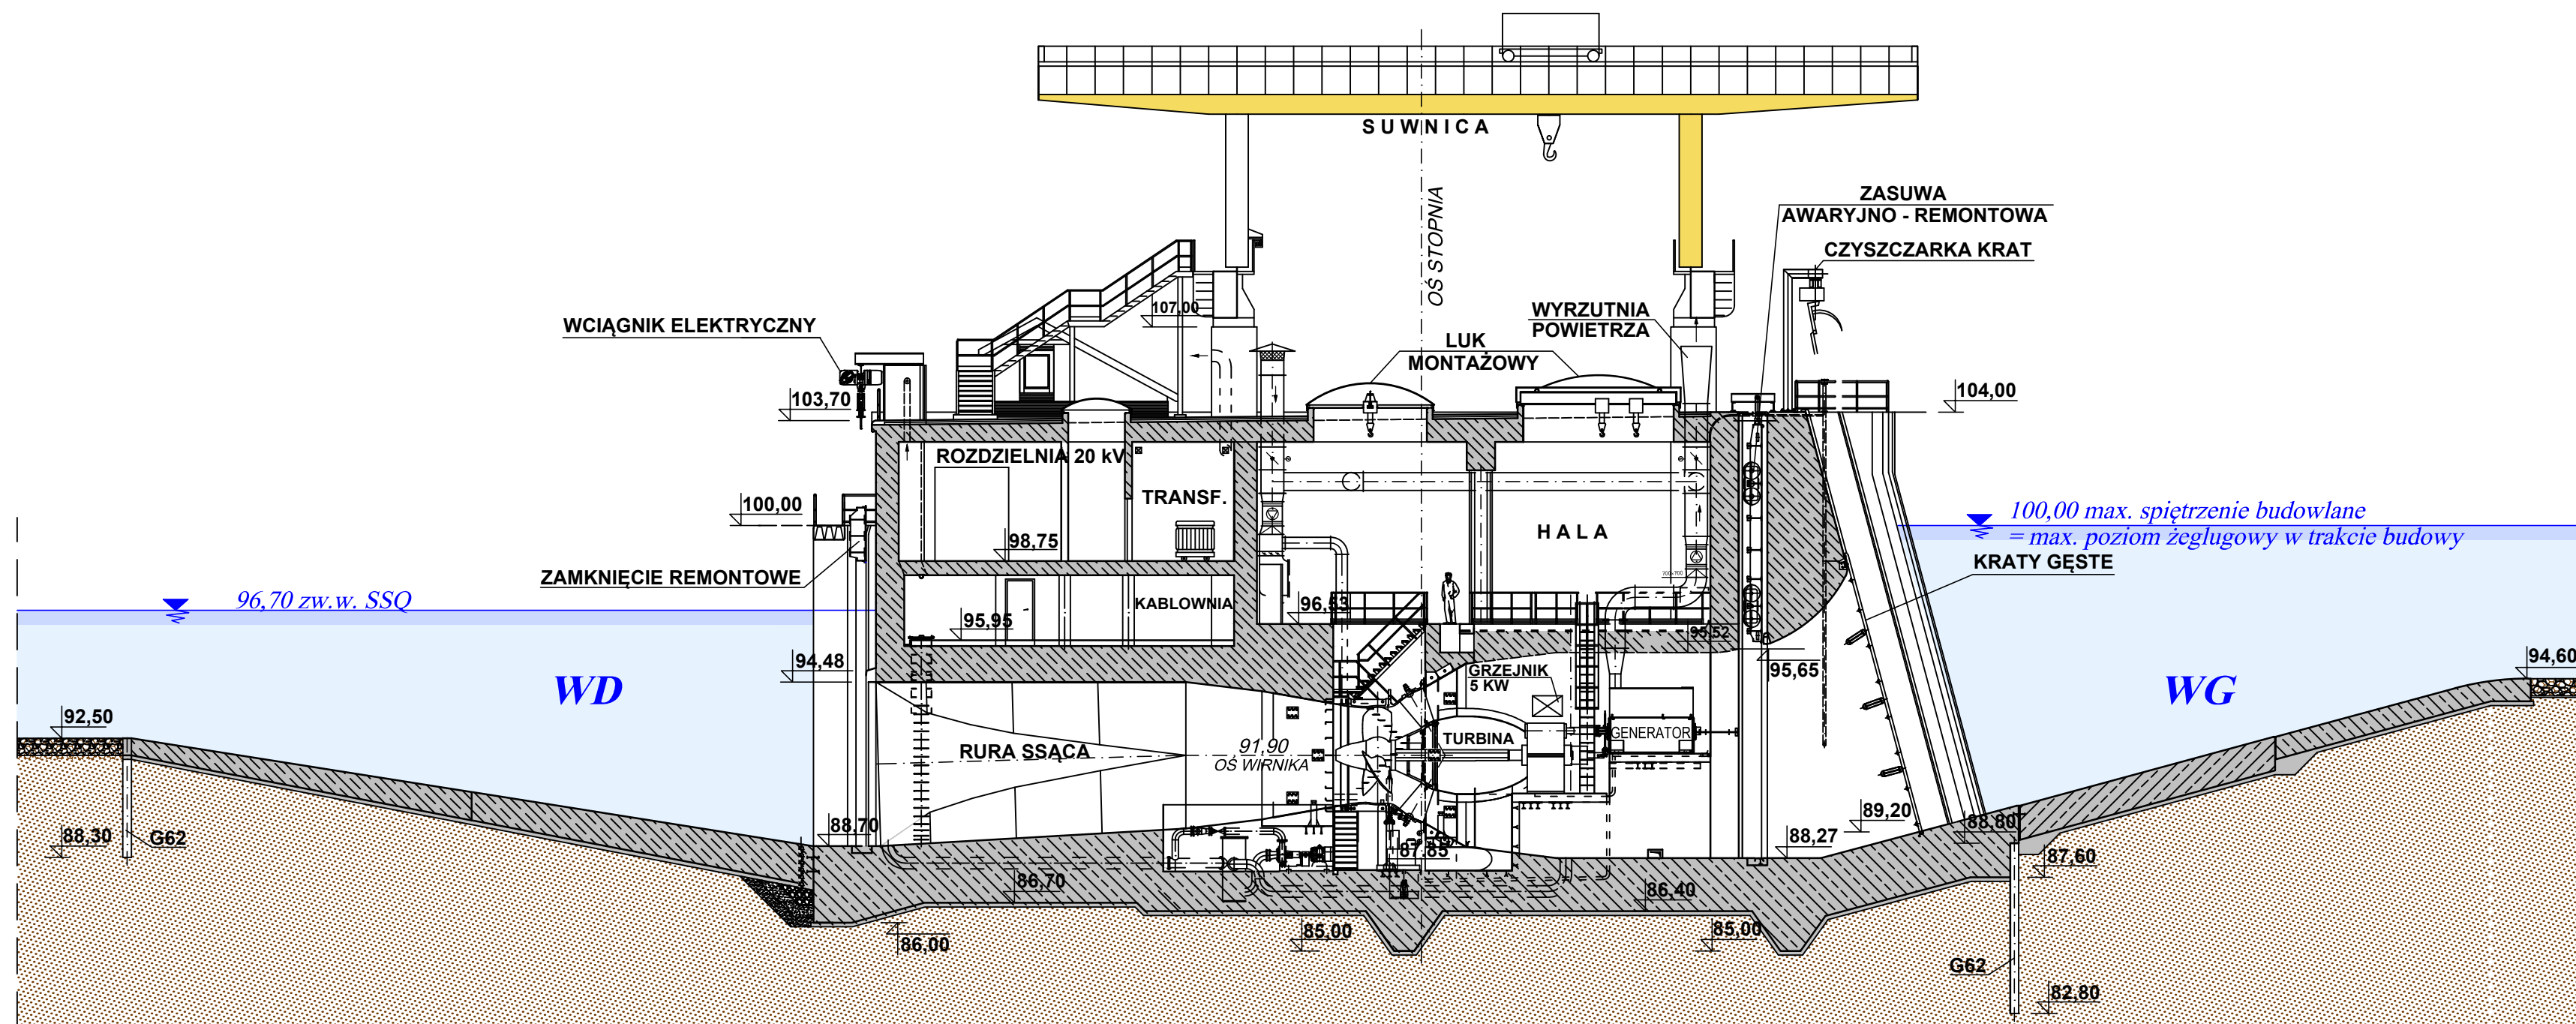 SUWNICA
OŚ STOPNIA
ZASUWA
AWARYJNO - REMONTOWA
CZYSZCZARKA KRAT
107,00
WYRZUTNIA
POWIETRZA
WCIĄGNIK ELEKTRYCZNY
LUK
MONTAŻOWY
103,70
104,00
ROZDZIELNIA 20 kV
TRANSF.
100,00
100,00 max. spiętrzenie budowlane
= max. poziom żeglugowy w trakcie budowy
HALA
98,75
KRATY GĘSTE
ZAMKNIĘCIE REMONTOWE
700x700
96,70 zw.w. SSQ
KABLOWNIA
96,53
95,95
95,52
94,48
95,65
94,60
GRZEJNIK
5 KW
WD
WG
92,50
TURBINA
GENERATOR
RURA SSĄCA
91,90
OŚ WIRNIKA
88,30
G62
88,70
89,20
88,80
88,27
87.85
87,60
86,70
86,40
86,00
85,00
85,00
G62
82,80